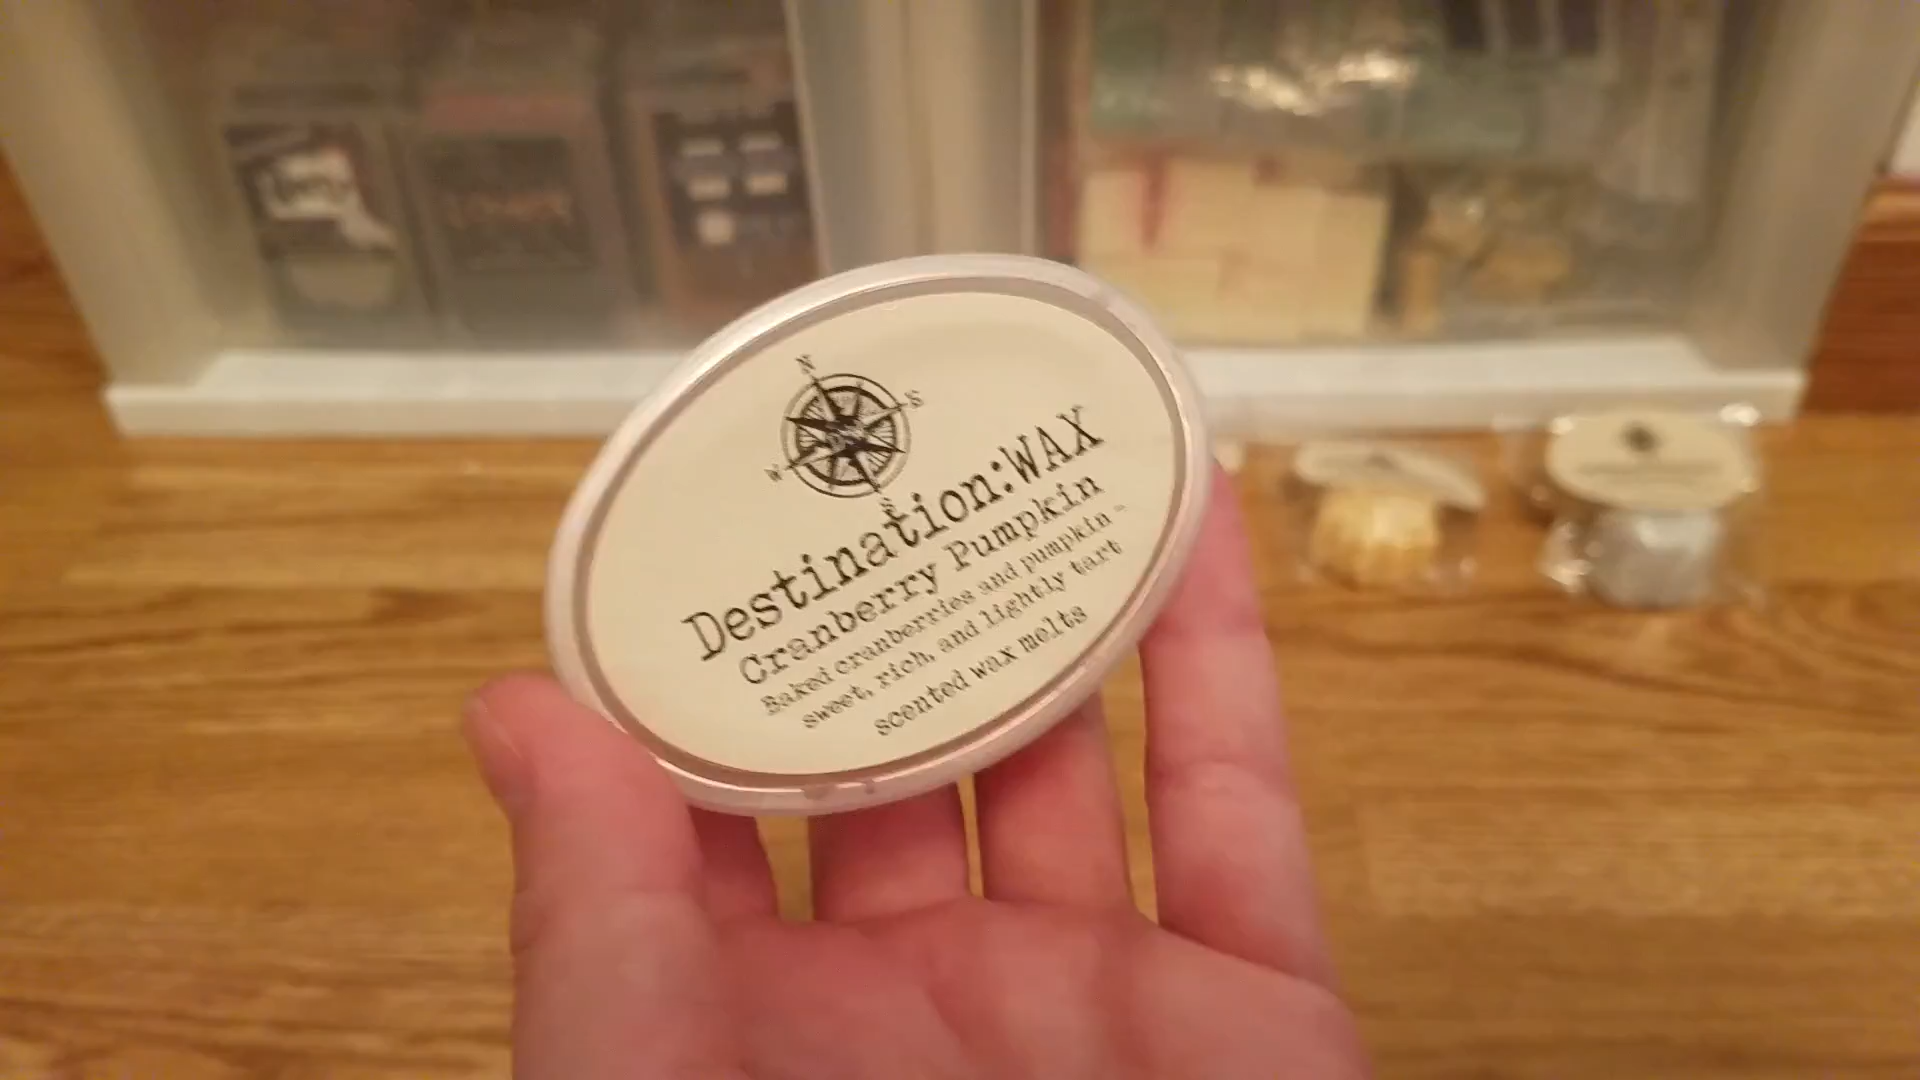 N
S
W
S
Destination:WAX
Cranberry Pumpkin
Baked cranberries and pumpkin -
sweet, rich, and lightly tart
scented wax melts